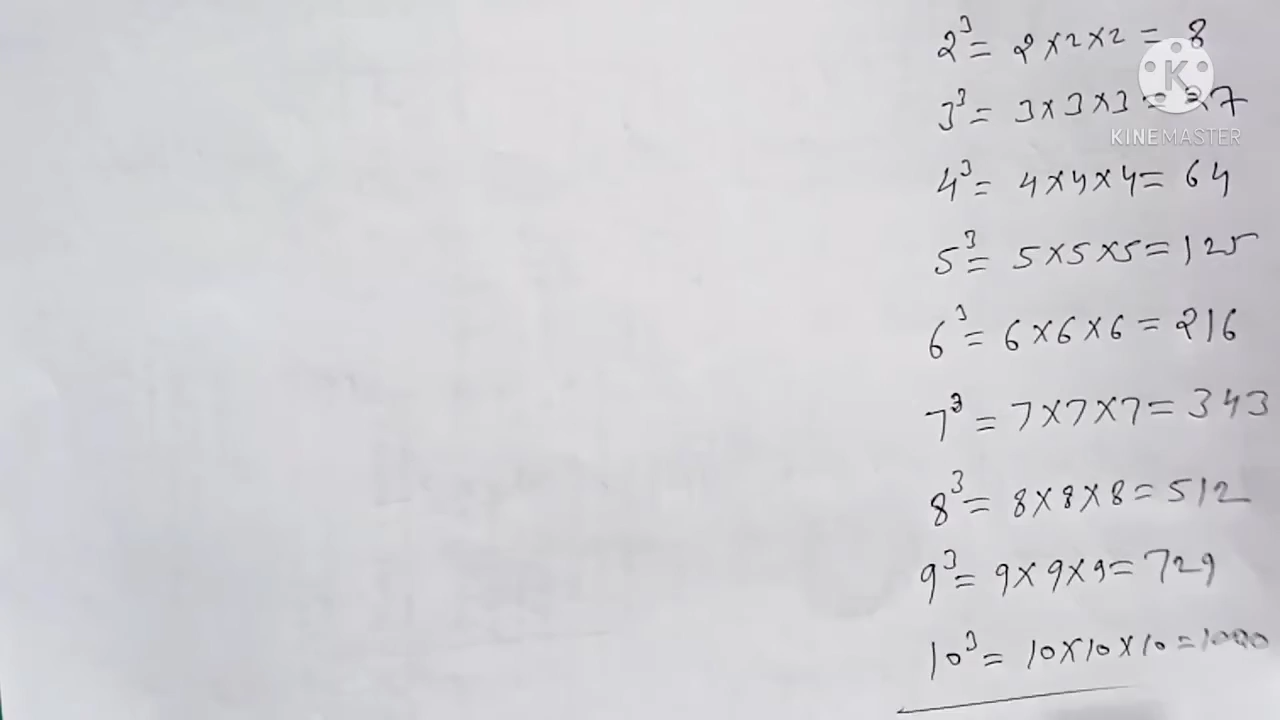 2³ = 2×2×2 = 8
3³ = 3×3×3 = 27
KINEMASTER
4³ = 4×4×4 = 64
5³ = 5×5×5 = 125
6³ = 6×6×6 = 216
7³ = 7×7×7 = 343
8³ = 8×8×8 = 512
9³ = 9×9×9 = 729
10³ = 10×10×10 = 1000